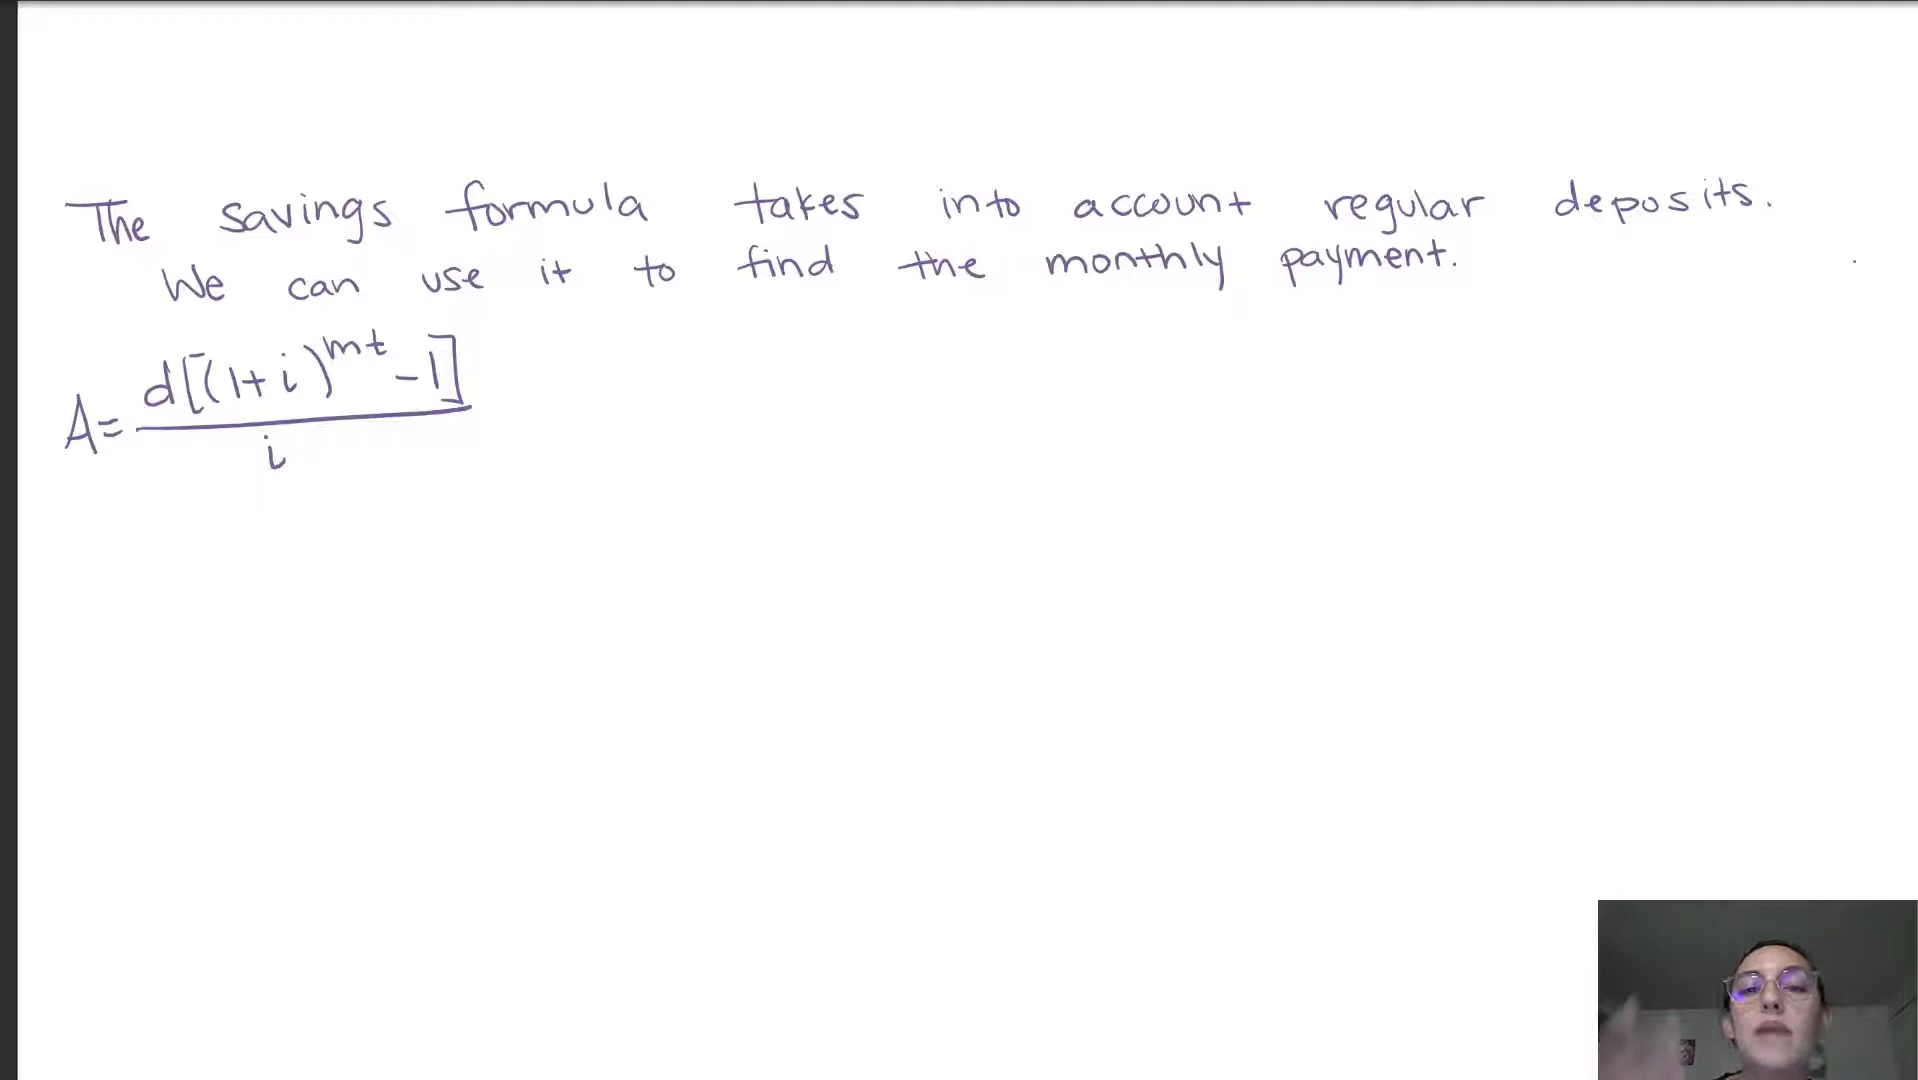 The savings formula takes into account regular deposits.
We can use it to find the monthly payment.
A = d[(1+i)^mt - 1] / i